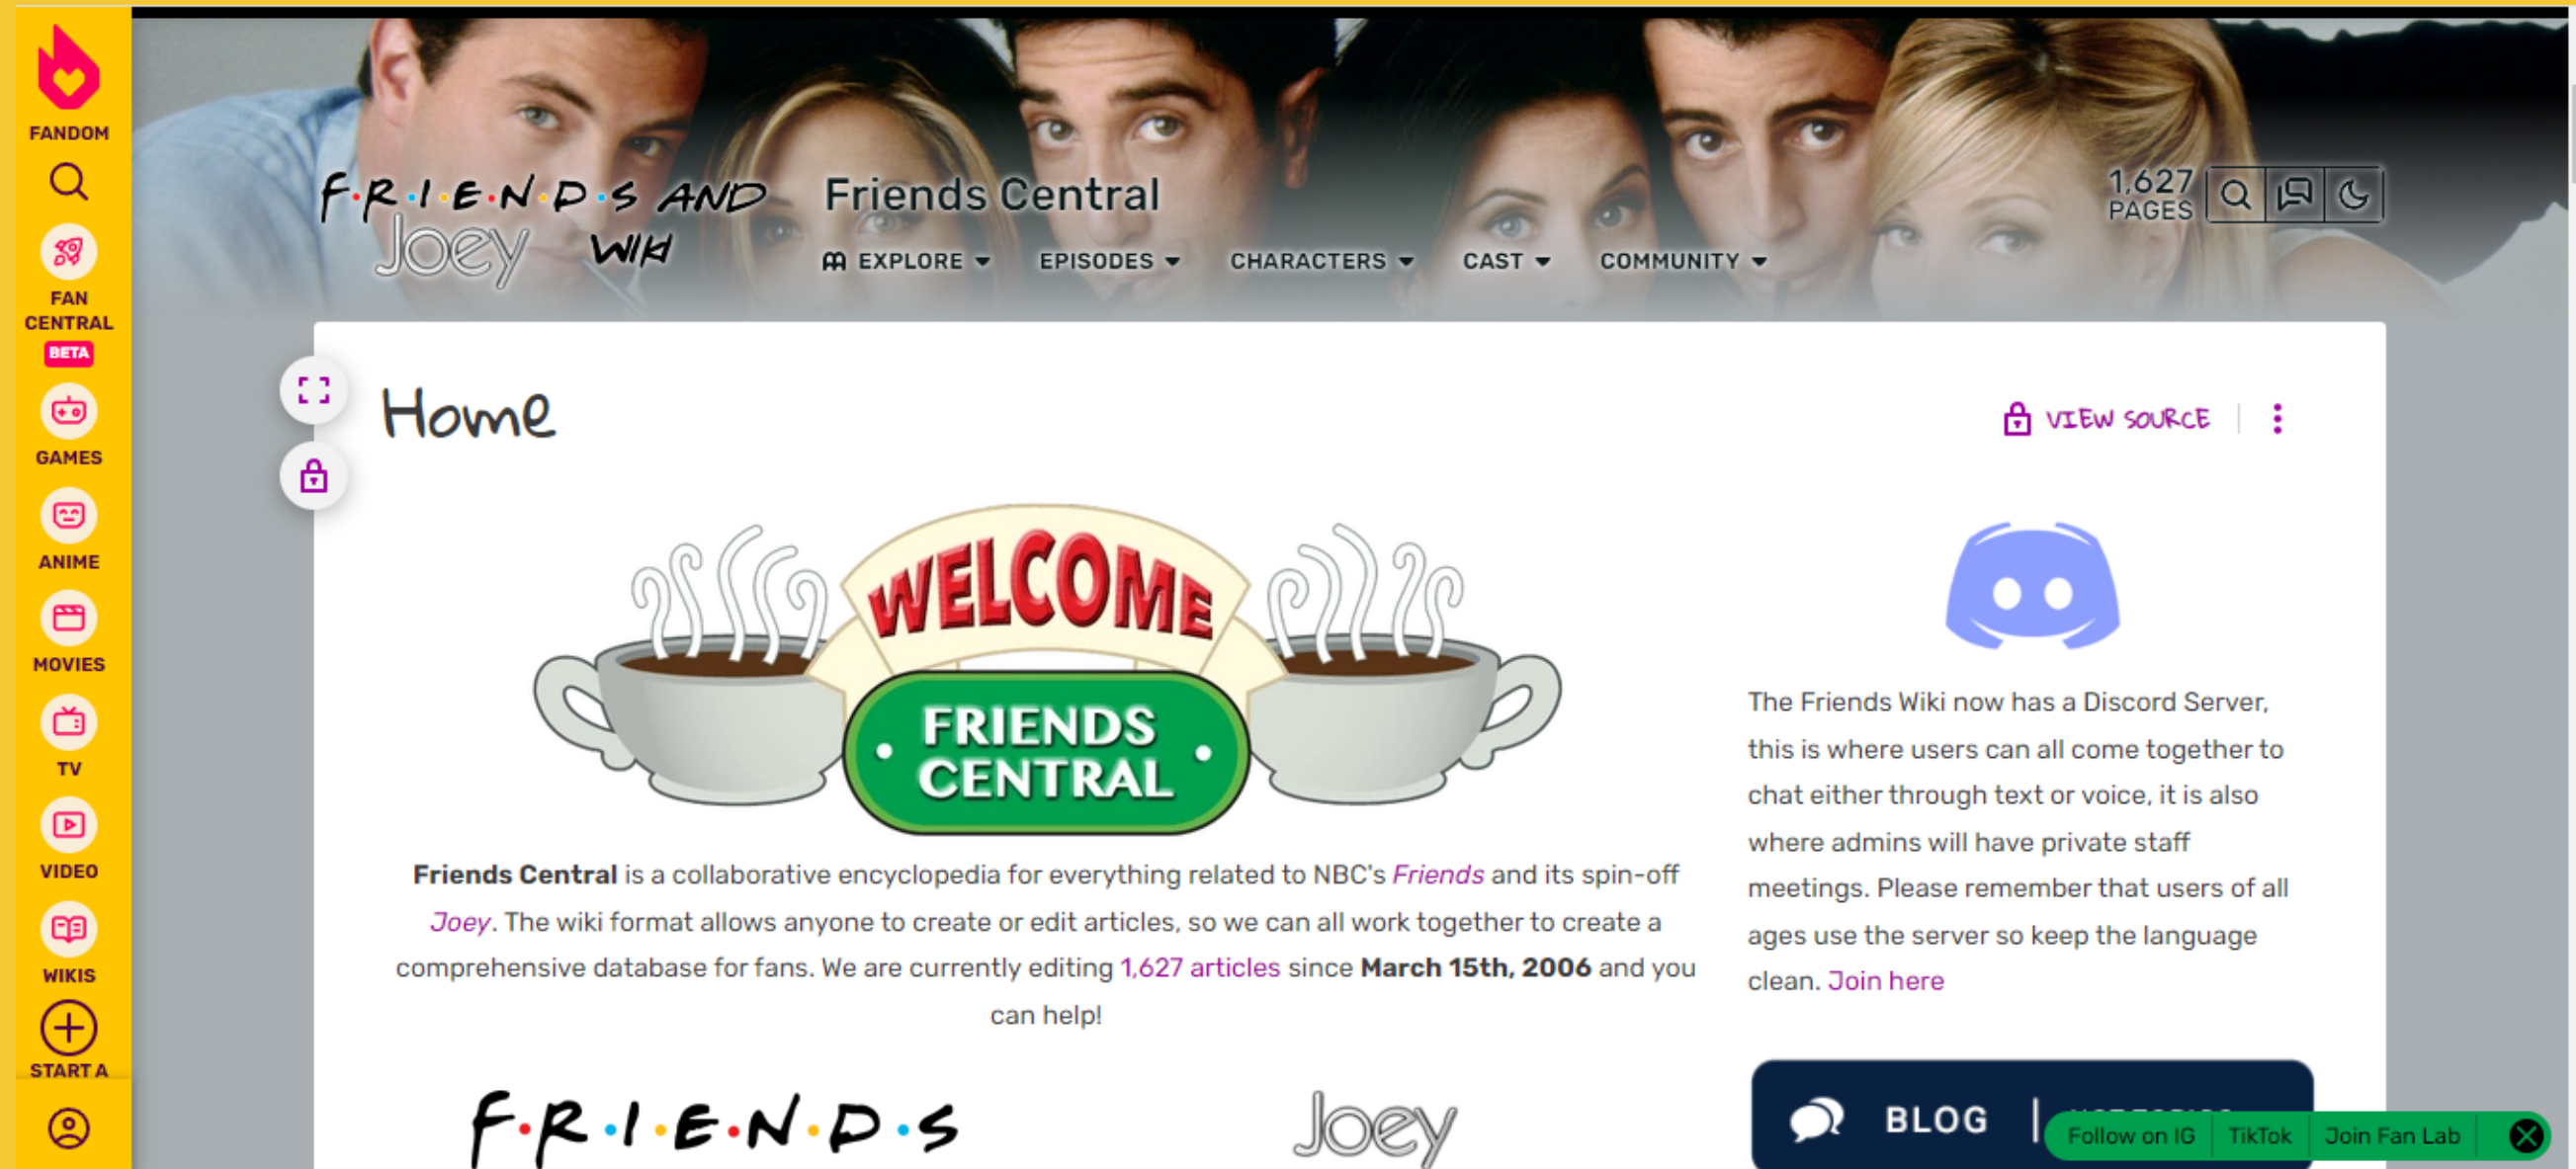 FANDOM
FAN
CENTRAL
BETA
GAMES
ANIME
MOVIES
TV
VIDEO
WIKIS
START A
F·R·I·E·N·D·S AND
Joey WIKI
Friends Central
EXPLORE
EPISODES
CHARACTERS
CAST
COMMUNITY
1,627
PAGES
Home
VIEW SOURCE
WELCOME
FRIENDS
CENTRAL
Friends Central is a collaborative encyclopedia for everything related to NBC's Friends and its spin-off
Joey. The wiki format allows anyone to create or edit articles, so we can all work together to create a
comprehensive database for fans. We are currently editing 1,627 articles since March 15th, 2006 and you
can help!
F·R·I·E·N·D·S
Joey
The Friends Wiki now has a Discord Server,
this is where users can all come together to
chat either through text or voice, it is also
where admins will have private staff
meetings. Please remember that users of all
ages use the server so keep the language
clean. Join here
BLOG
Follow on IG
TikTok
Join Fan Lab